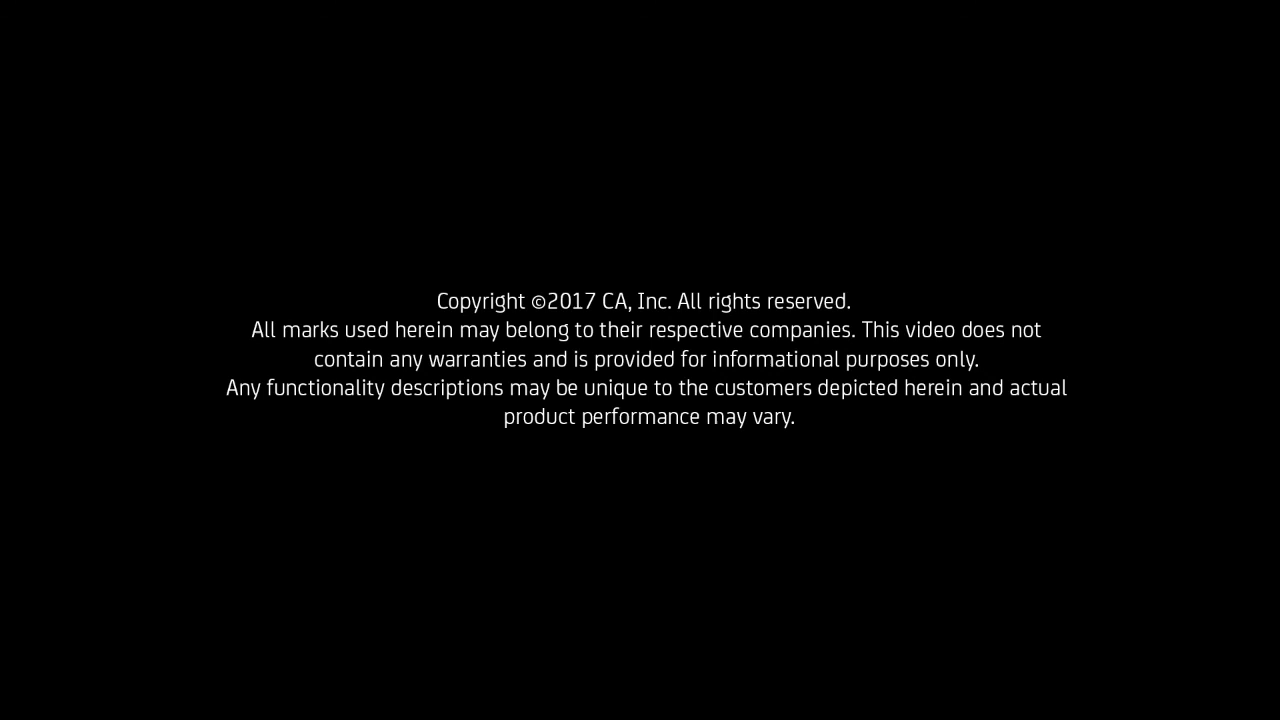 Copyright ©2017 CA, Inc. All rights reserved.
All marks used herein may belong to their respective companies. This video does not
contain any warranties and is provided for informational purposes only.
Any functionality descriptions may be unique to the customers depicted herein and actual
product performance may vary.